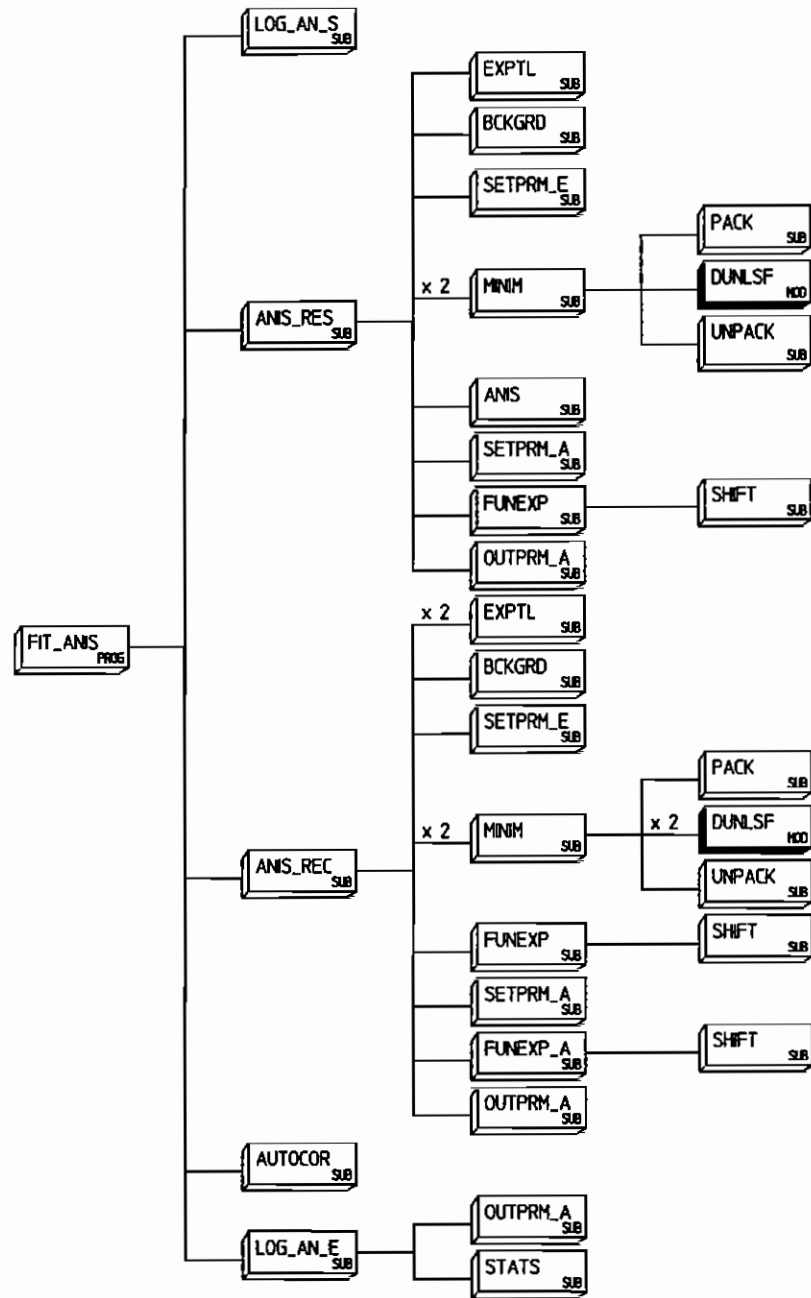 LOG_AN_S
SUB
EXPTL
SUB
BCKGRD
SUB
SETPRM_E
SUB
PACK
SUB
x 2
MINIM
SUB
DUNLSF
MOD
ANIS_RES
SUB
UNPACK
SUB
ANIS
SUB
SETPRM_A
SUB
FUNEXP
SUB
SHIFT
SUB
OUTPRM_A
SUB
x 2
EXPTL
SUB
FIT_ANIS
PROG
BCKGRD
SUB
SETPRM_E
SUB
PACK
SUB
x 2
MINIM
SUB
x 2
DUNLSF
MOD
ANIS_REC
SUB
UNPACK
SUB
FUNEXP
SUB
SHIFT
SUB
SETPRM_A
SUB
FUNEXP_A
SUB
SHIFT
SUB
OUTPRM_A
SUB
AUTOCOR
SUB
OUTPRM_A
SUB
LOG_AN_E
SUB
STATS
SUB